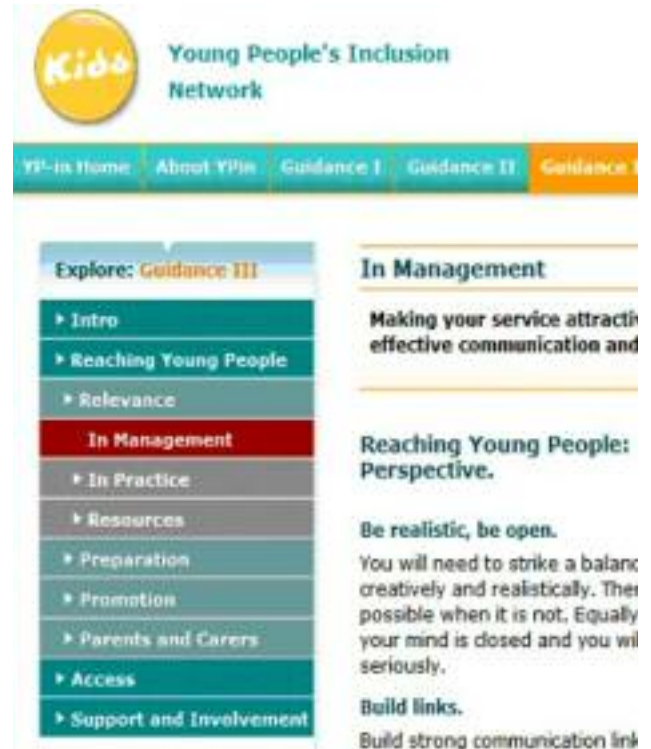 Kids
Young People's Inclusion
Network
YP-in Home About YPin Guidance I Guidance II Guidance
Explore: Guidance III
Intro
Reaching Young People
Relevance
In Management
In Practice
Resources
Preparation
Promotion
Parents and Carers
Access
Support and Involvement
In Management
Making your service attractiv
effective communication and
Reaching Young People:
Perspective.
Be realistic, be open.
You will need to strike a balanc
creatively and realistically. Ther
possible when it is not. Equally
your mind is closed and you wil
seriously.
Build links.
Build strong communication link